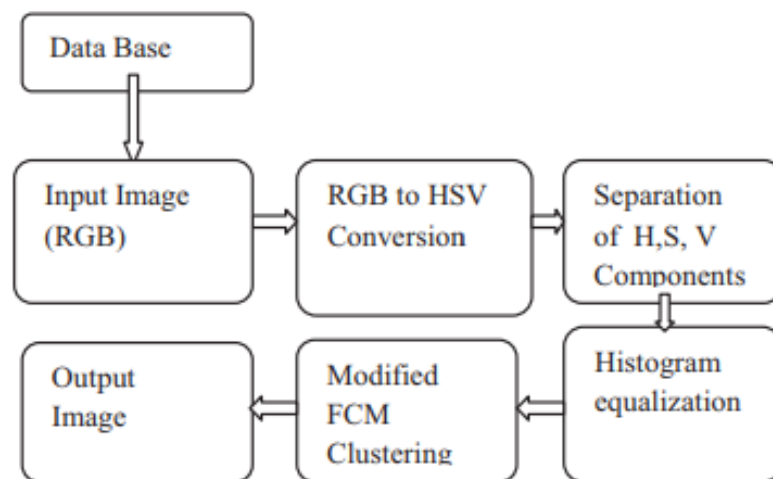 Data Base
Input Image
(RGB)
RGB to HSV
Conversion
Separation
of H,S, V
Components
Histogram
equalization
Modified
FCM
Clustering
Output
Image